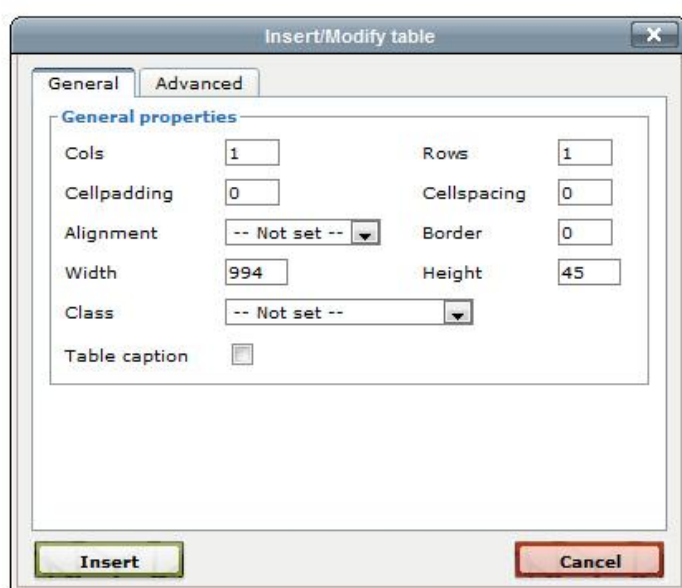 Insert/Modify table
General Advanced
General properties
Cols 1 Rows 1
Cellpadding 0 Cellspacing 0
Alignment -- Not set -- Border 0
Width 994 Height 45
Class -- Not set --
Table caption
Insert Cancel